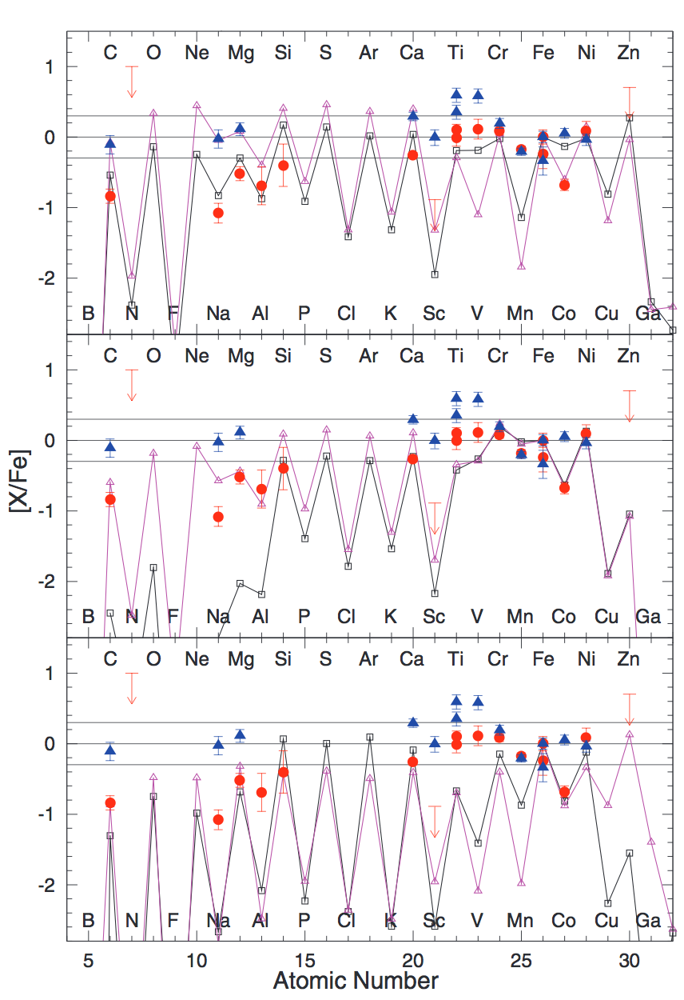 C O Ne Mg Si S Ar Ca Ti Cr Fe Ni Zn
1
0
-1
-2
B N F Na Al P Cl K Sc V Mn Co Cu Ga
C O Ne Mg Si S Ar Ca Ti Cr Fe Ni Zn
1
0
[X/Fe]
-1
-2
B N F Na Al P Cl K Sc V Mn Co Cu Ga
C O Ne Mg Si S Ar Ca Ti Cr Fe Ni Zn
1
0
-1
-2
B N F Na Al P Cl K Sc V Mn Co Cu Ga
5 10 15 20 25 30
Atomic Number